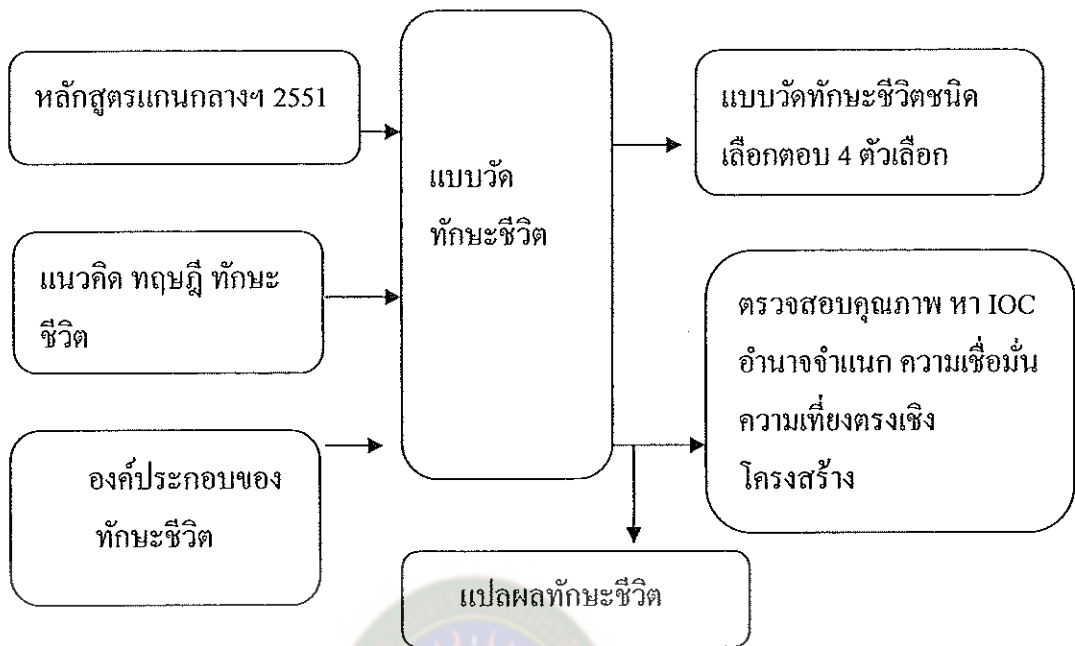 หลักสูตรแกนกลางฯ 2551
แนวคิด ทฤษฎี ทักษะ
ชีวิต
องค์ประกอบของ
ทักษะชีวิต
แบบวัด
ทักษะชีวิต
แบบวัดทักษะชีวิตชนิด
เลือกตอบ 4 ตัวเลือก
ตรวจสอบคุณภาพ หา IOC
อำนาจจำแนก ความเชื่อมั่น
ความเที่ยงตรงเชิง
โครงสร้าง
แปลผลทักษะชีวิต